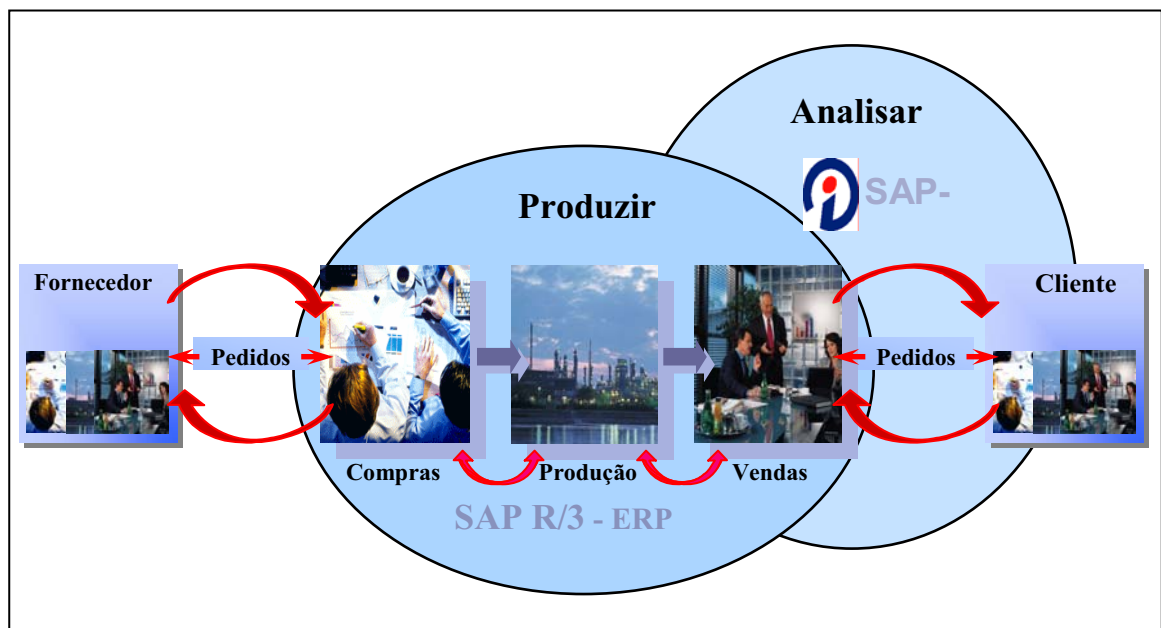 Analisar
SAP-
Produzir
Fornecedor
Cliente
Pedidos
Pedidos
Compras
Produção
Vendas
SAP R/3 - ERP